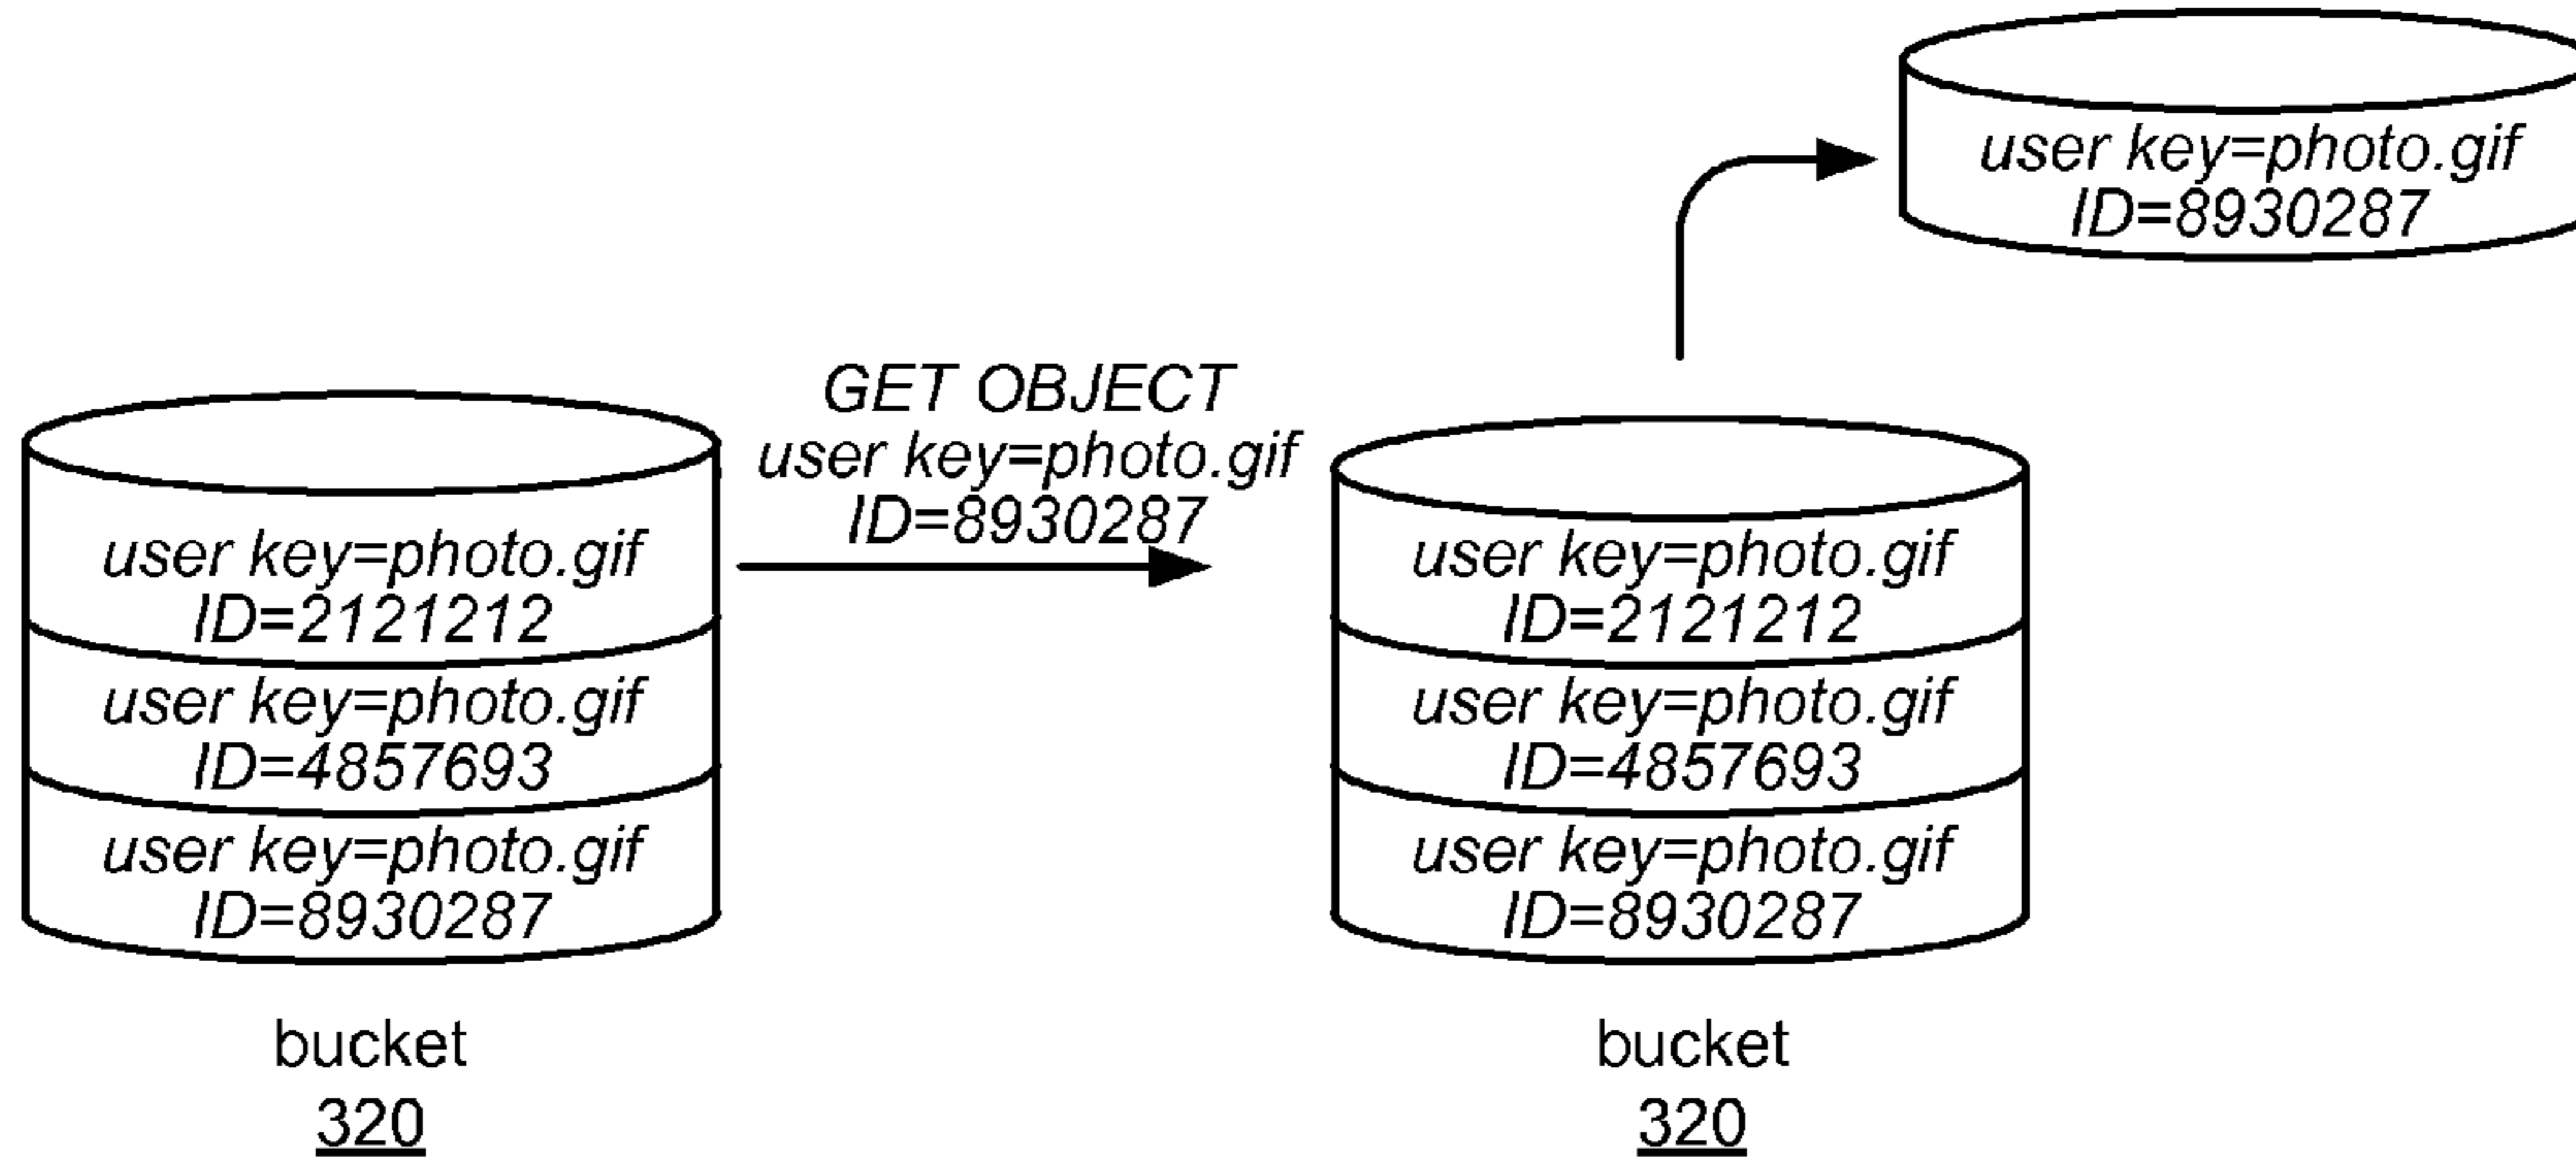 user key=photo.gif
ID=8930287
GET OBJECT
user key=photo.gif
ID=8930287
user key=photo.gif
ID=2121212
user key=photo.gif
ID=4857693
user key=photo.gif
ID=8930287
user key=photo.gif
ID=2121212
user key=photo.gif
ID=4857693
user key=photo.gif
ID=8930287
bucket
320
bucket
320